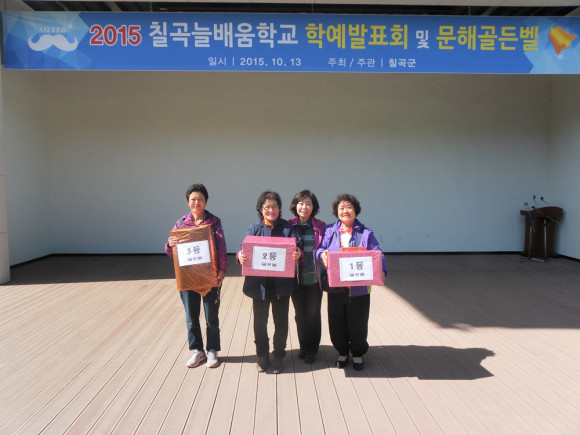 SILVER
2015 칠곡늘배움학교 학예발표회 및 문해골든벨
일시 | 2015. 10. 13 주최 / 주관 | 칠곡군
3등
2등
1등